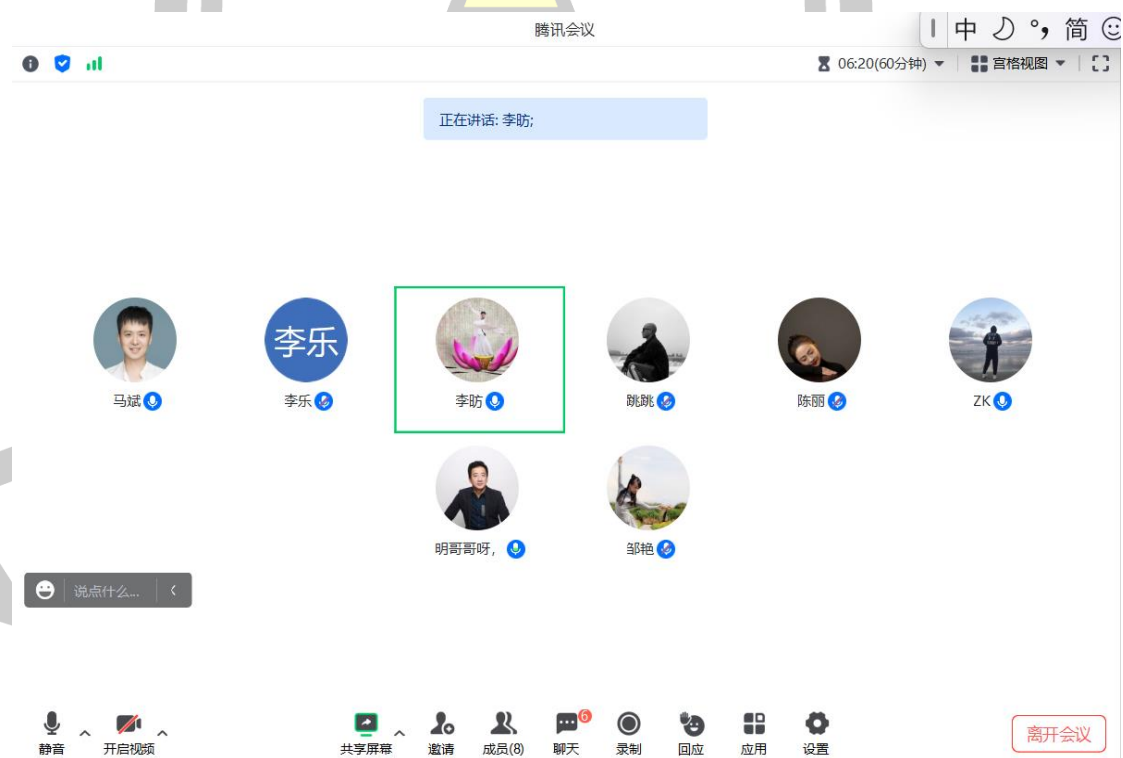 腾讯会议
中 简
06:20(60分钟) 宫格视图
正在讲话: 李昉;
李乐
马斌 李乐 李昉 跳跳 陈丽 ZK
明哥哥呀, 邹艳
说点什么...
6
静音 开启视频 共享屏幕 邀请 成员(8) 聊天 录制 回应 应用 设置 离开会议